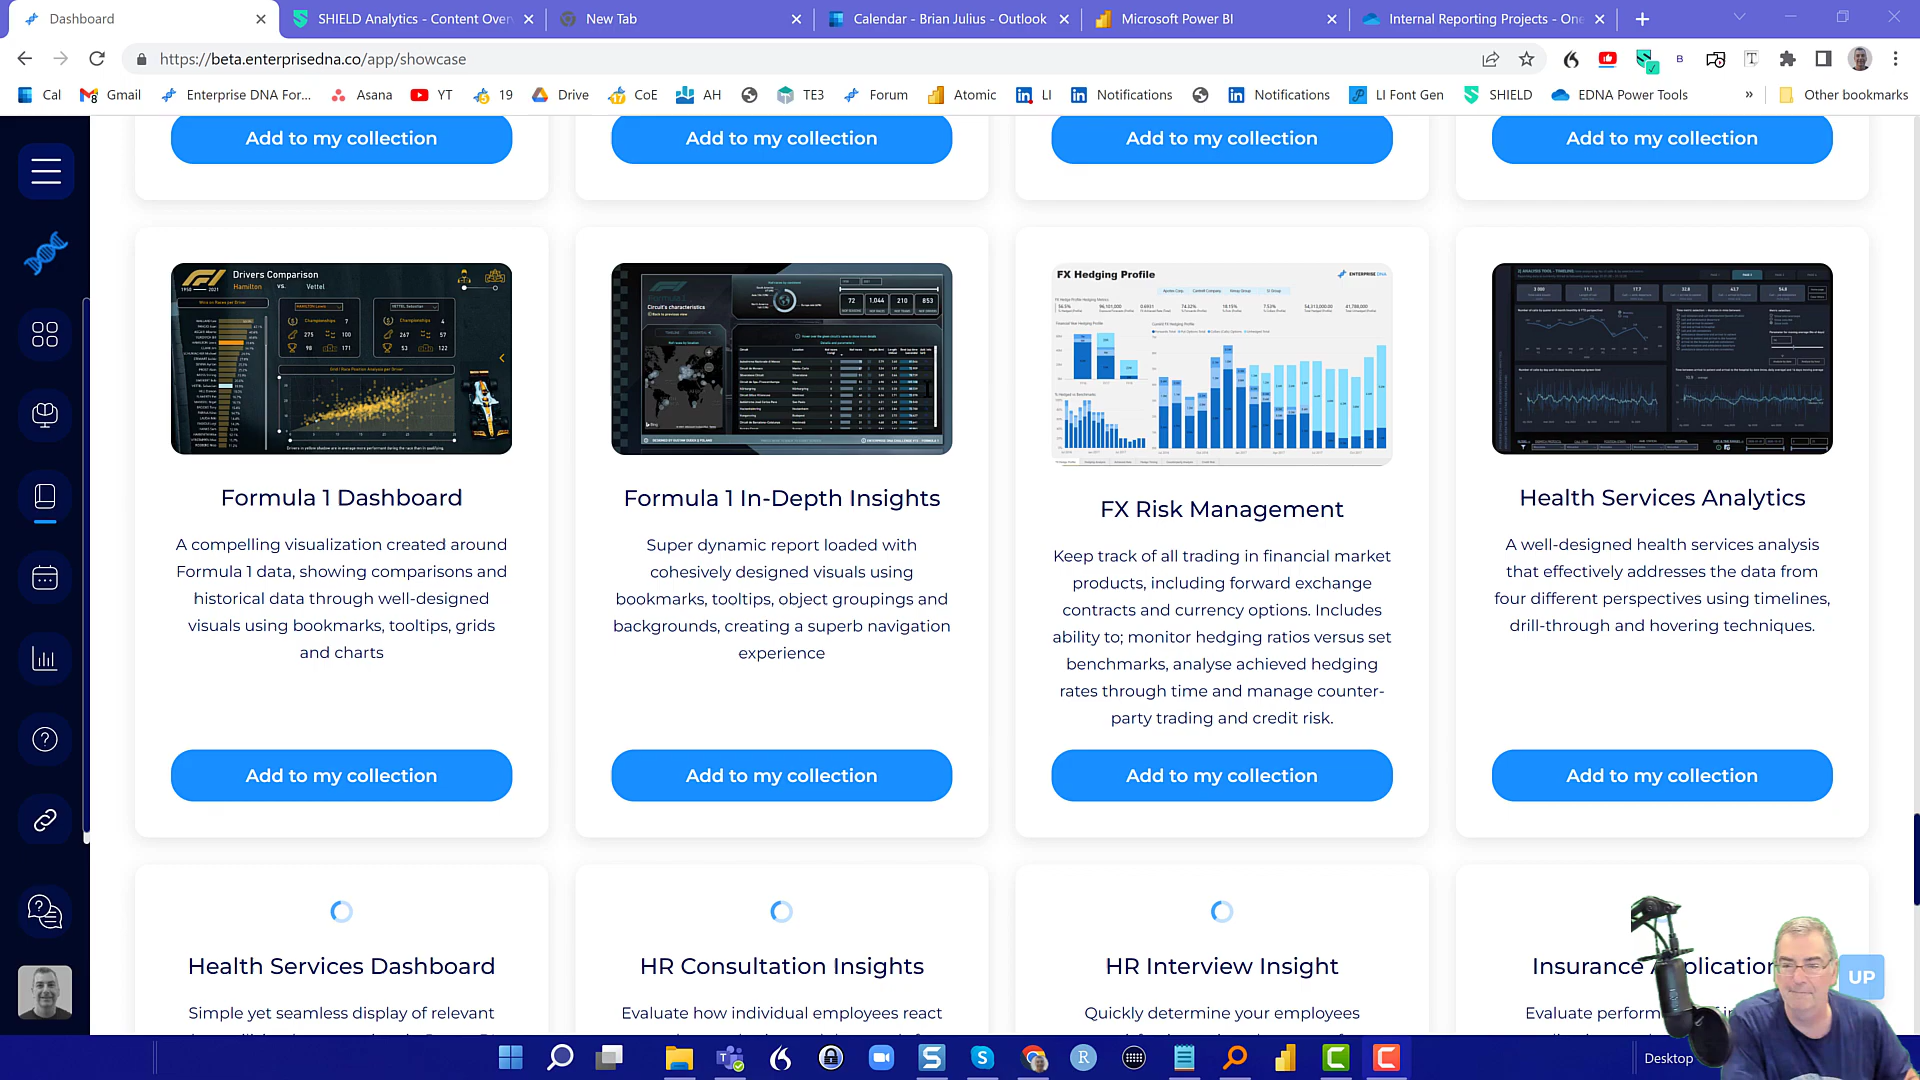 Dashboard
SHIELD Analytics - Content Over
New Tab
Calendar - Brian Julius - Outlook
Microsoft Power BI
Internal Reporting Projects - One
https://beta.enterprisedna.co/app/showcase
Cal
Gmail
Enterprise DNA For...
Asana
YT
19
Drive
CoE
AH
TE3
Forum
Atomic
LI
Notifications
Notifications
LI Font Gen
SHIELD
EDNA Power Tools
»
Other bookmarks
Add to my collection
Add to my collection
Add to my collection
Add to my collection
Drivers Comparison
Hamilton vs. Vettel
Circuit's characteristics
72 1,044 210 853
FX Hedging Profile
ENTERPRISE DNA
Formula 1 Dashboard
A compelling visualization created around
Formula 1 data, showing comparisons and
historical data through well-designed
visuals using bookmarks, tooltips, grids
and charts
Add to my collection
Formula 1 In-Depth Insights
Super dynamic report loaded with
cohesively designed visuals using
bookmarks, tooltips, object groupings and
backgrounds, creating a superb navigation
experience
Add to my collection
FX Risk Management
Keep track of all trading in financial market
products, including forward exchange
contracts and currency options. Includes
ability to; monitor hedging ratios versus set
benchmarks, analyse achieved hedging
rates through time and manage counter-
party trading and credit risk.
Add to my collection
Health Services Analytics
A well-designed health services analysis
that effectively addresses the data from
four different perspectives using timelines,
drill-through and hovering techniques.
Add to my collection
Health Services Dashboard
Simple yet seamless display of relevant
HR Consultation Insights
Evaluate how individual employees react
HR Interview Insight
Quickly determine your employees
Insurance
Evaluate
UP
Desktop